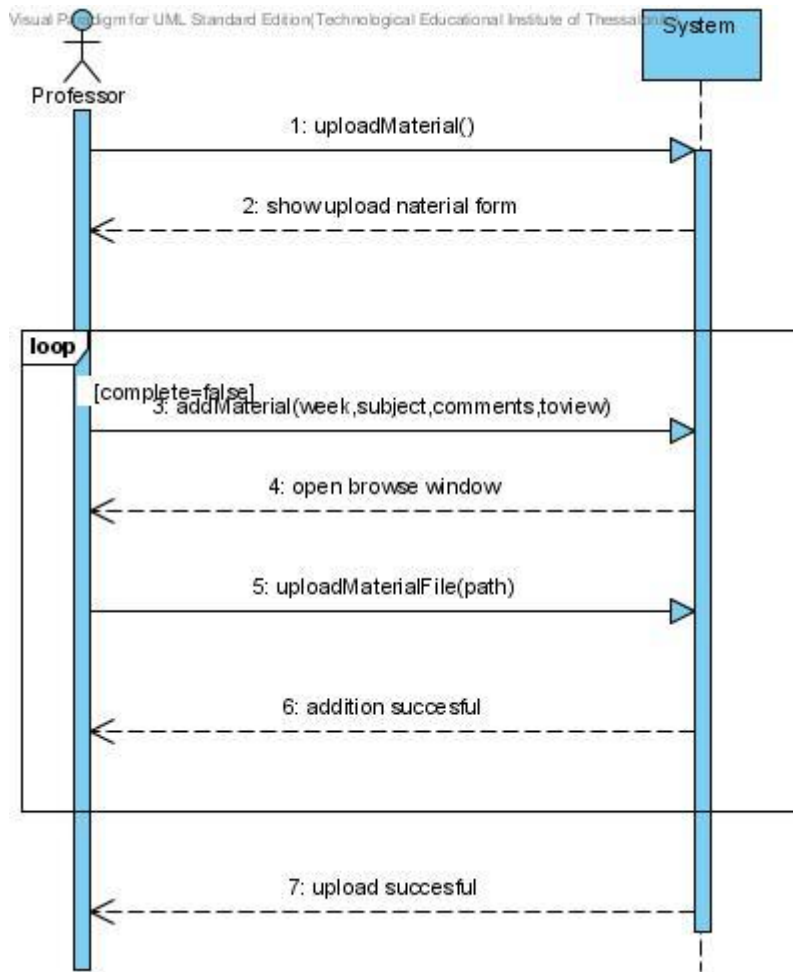 Visual Paradigm for UML Standard Edition(Technological Educational Institute of Thessaloniki)
System
Professor
1: uploadMaterial()
2: show upload naterial form
loop
[complete=false]
3: addMaterial(week,subject,comments,toview)
4: open browse window
5: uploadMaterialFile(path)
6: addition succesful
7: upload succesful